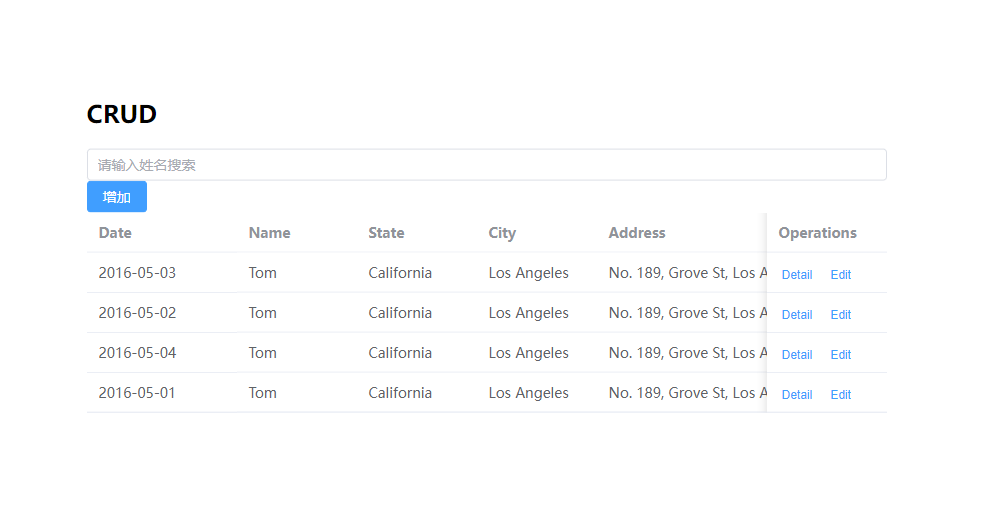 CRUD
请输入姓名搜索
增加
Date Name State City Address Operations
2016-05-03 Tom California Los Angeles No. 189, Grove St, Los A Detail Edit
2016-05-02 Tom California Los Angeles No. 189, Grove St, Los A Detail Edit
2016-05-04 Tom California Los Angeles No. 189, Grove St, Los A Detail Edit
2016-05-01 Tom California Los Angeles No. 189, Grove St, Los A Detail Edit